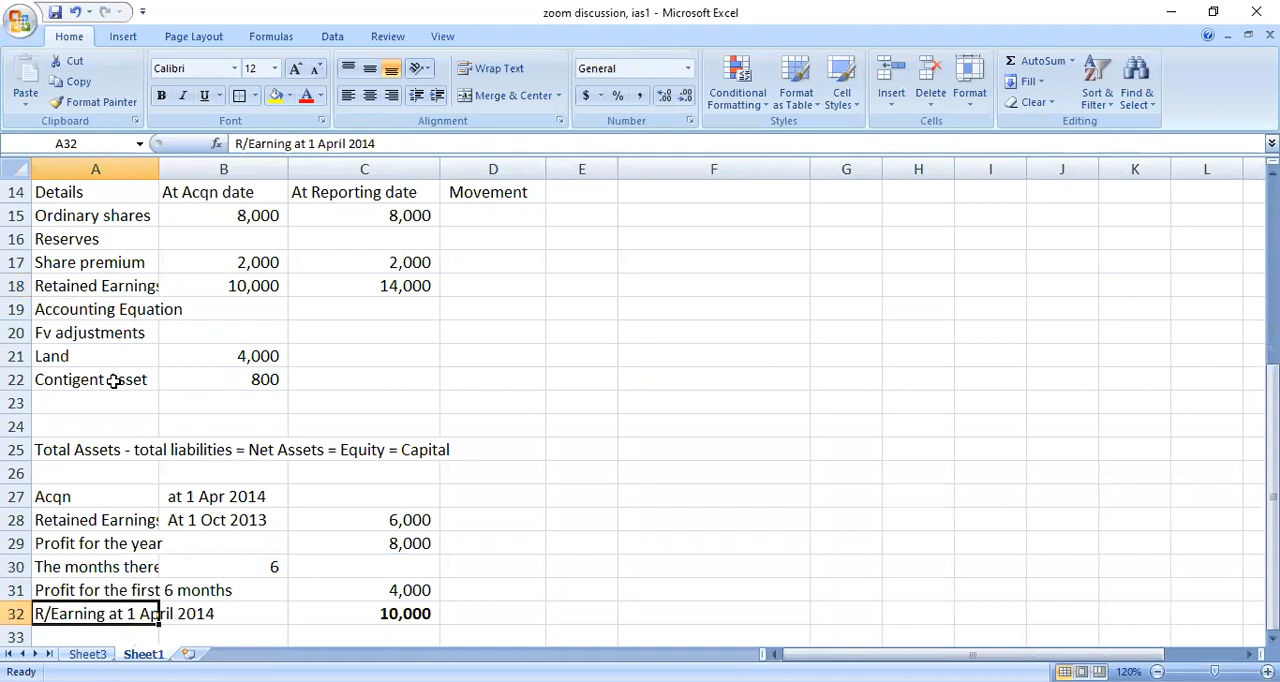 zoom discussion, ias1 - Microsoft Excel
Home Insert Page Layout Formulas Data Review View
Paste
Cut
Copy
Format Painter
Clipboard
Calibri 12 A A
B I U A
Font
Wrap Text
Merge & Center
Alignment
General
$ % , .0 .00 .00 .0
Number
Conditional Formatting
Format as Table
Cell Styles
Styles
Insert Delete Format
Cells
Σ AutoSum
Fill
Clear
Sort & Filter
Find & Select
Editing
A32 fx R/Earning at 1 April 2014
A B C D E F G H I J K L
14 Details At Acqn date At Reporting date Movement
15 Ordinary shares 8,000 8,000
16 Reserves
17 Share premium 2,000 2,000
18 Retained Earnings 10,000 14,000
19 Accounting Equation
20 Fv adjustments
21 Land 4,000
22 Contigent asset 800
23
24
25 Total Assets - total liabilities = Net Assets = Equity = Capital
26
27 Acqn at 1 Apr 2014
28 Retained Earnings At 1 Oct 2013 6,000
29 Profit for the year 8,000
30 The months there 6
31 Profit for the first 6 months 4,000
32 R/Earning at 1 April 2014 10,000
33
Sheet3 Sheet1
Ready 120%